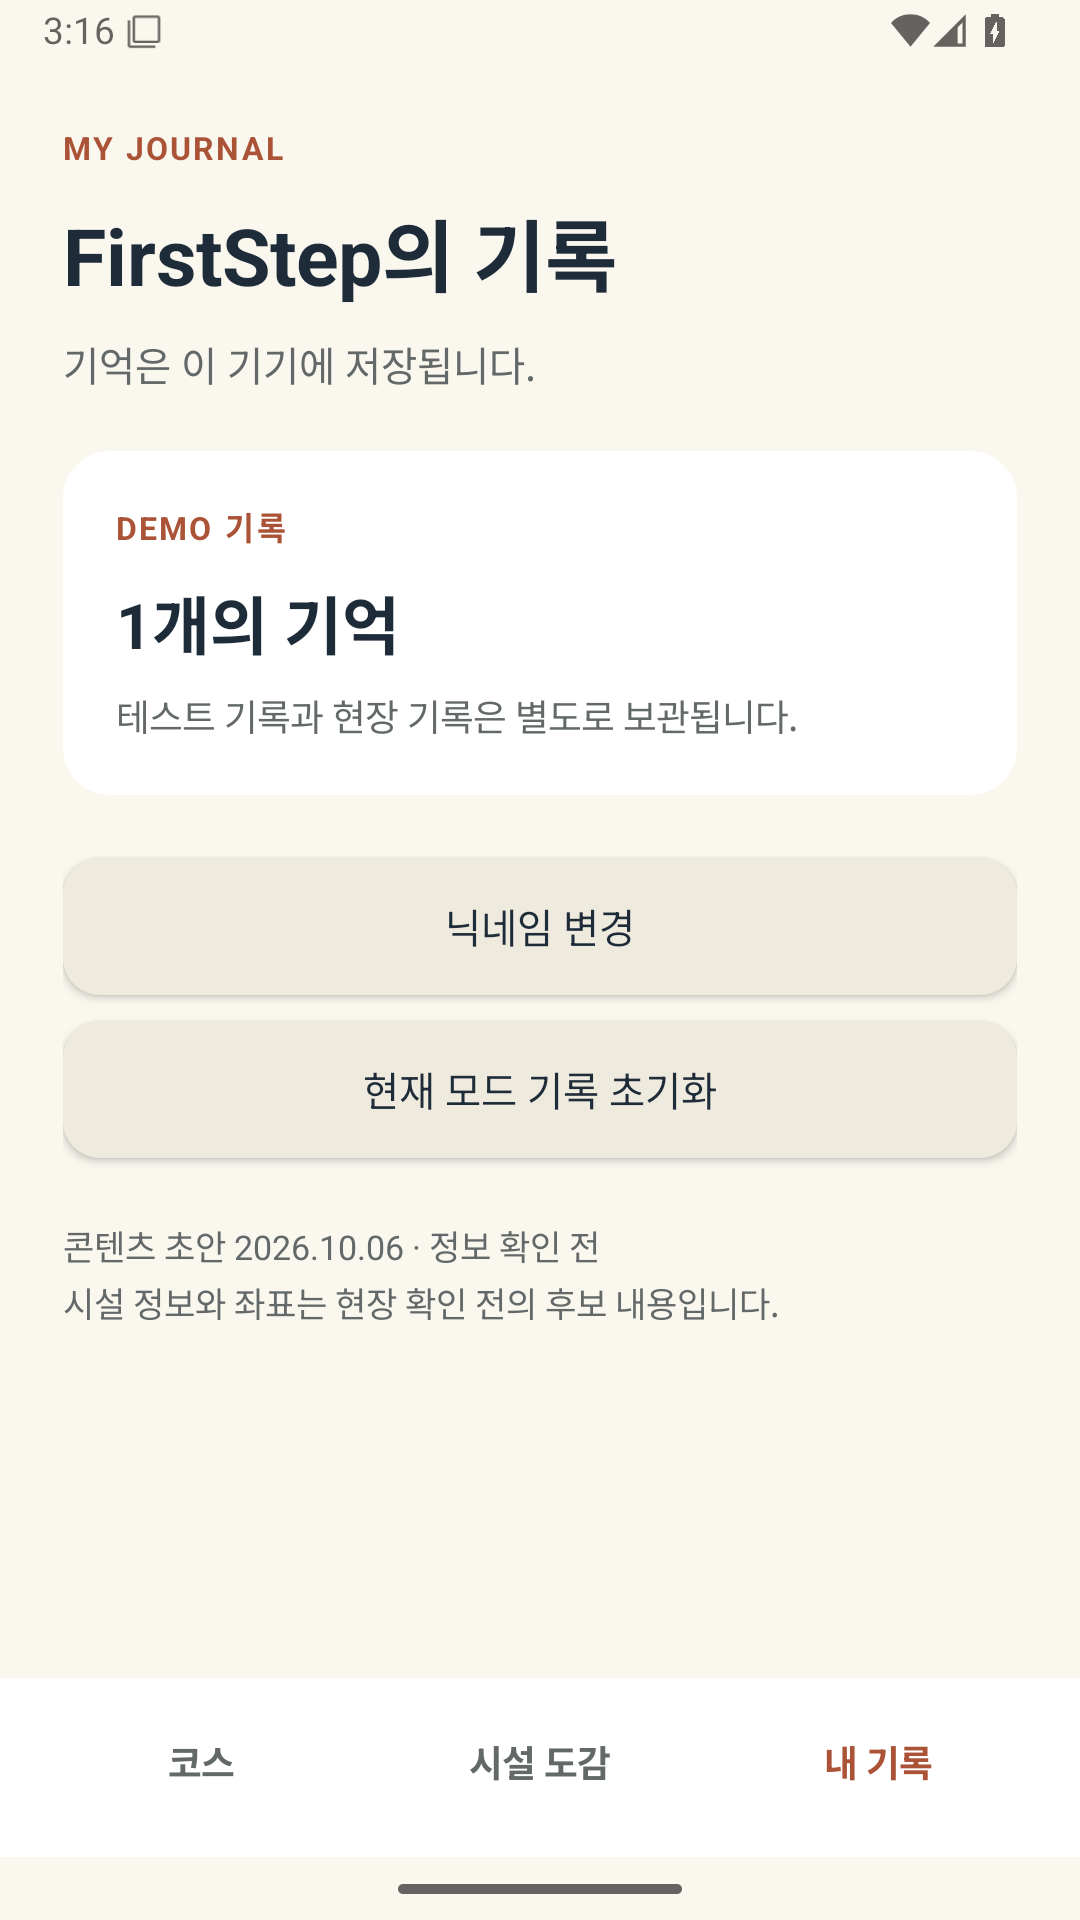 3:16
MY JOURNAL
FirstStep의 기록
기억은 이 기기에 저장됩니다.
DEMO 기록
1개의 기억
테스트 기록과 현장 기록은 별도로 보관됩니다.
닉네임 변경
현재 모드 기록 초기화
콘텐츠 초안 2026.10.06 · 정보 확인 전
시설 정보와 좌표는 현장 확인 전의 후보 내용입니다.
코스 시설 도감 내 기록